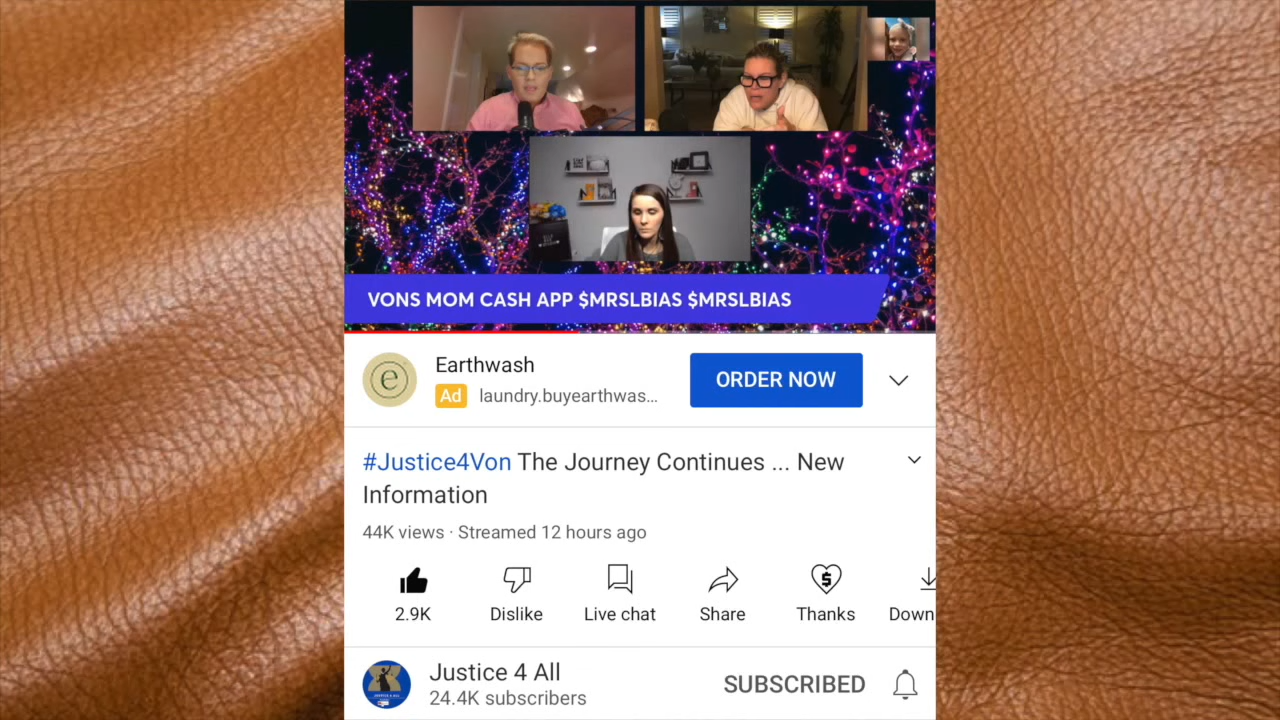 VONS MOM CASH APP $MRSLBIAS $MRSLBIAS
e
Earthwash
Ad laundry.buyearthwas...
ORDER NOW
#Justice4Von The Journey Continues ... New
Information
44K views · Streamed 12 hours ago
2.9K Dislike Live chat Share Thanks Down
Justice 4 All
24.4K subscribers
SUBSCRIBED